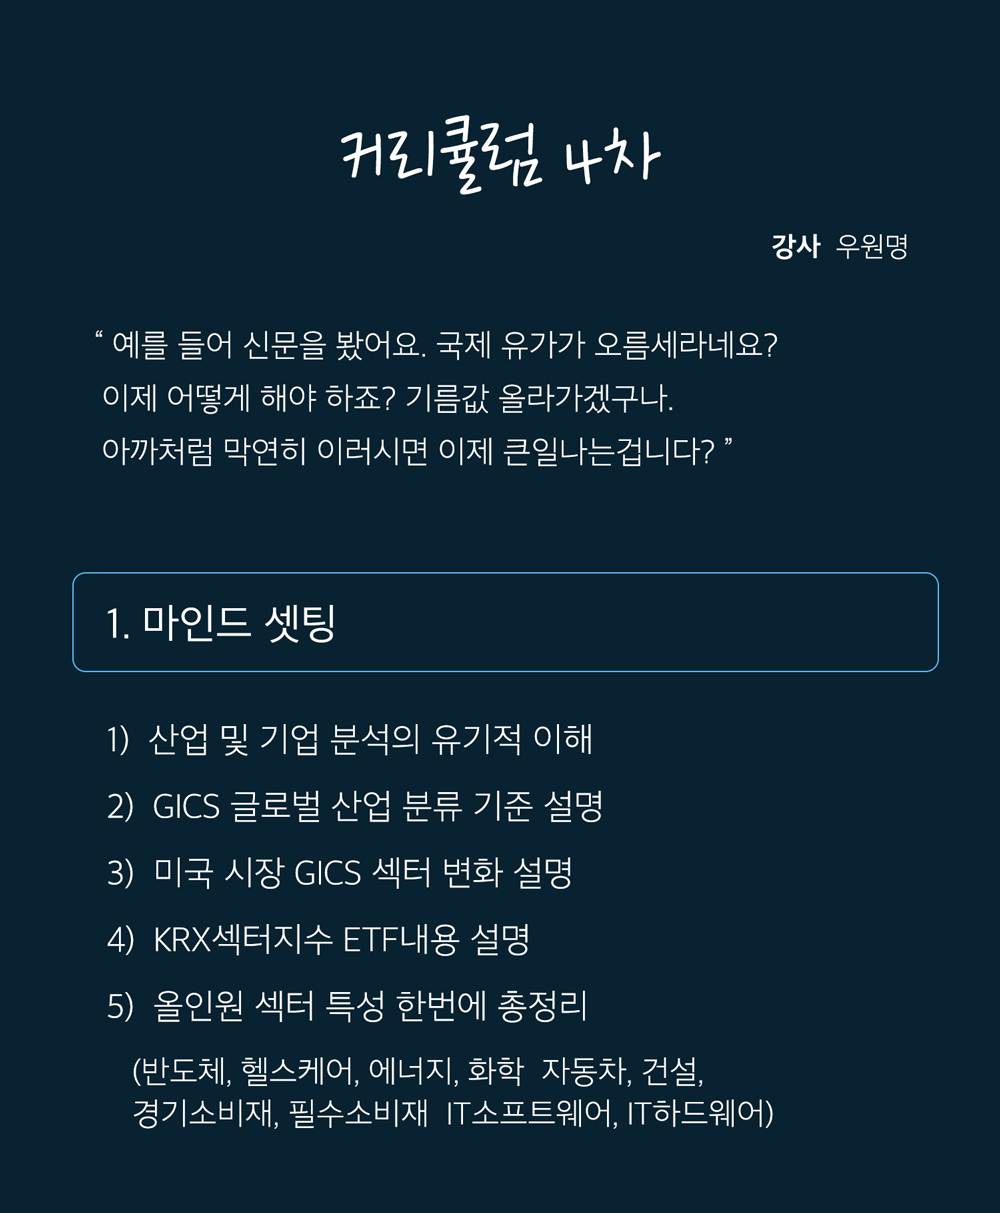 커리큘럼 4차
강사 우원명
“ 예를 들어 신문을 봤어요. 국제 유가가 오름세라네요?
이제 어떻게 해야 하죠? 기름값 올라가겠구나.
아까처럼 막연히 이러시면 이제 큰일나는겁니다? ”
1. 마인드 셋팅
1) 산업 및 기업 분석의 유기적 이해
2) GICS 글로벌 산업 분류 기준 설명
3) 미국 시장 GICS 섹터 변화 설명
4) KRX섹터지수 ETF내용 설명
5) 올인원 섹터 특성 한번에 총정리
(반도체, 헬스케어, 에너지, 화학 자동차, 건설,
경기소비재, 필수소비재 IT소프트웨어, IT하드웨어)